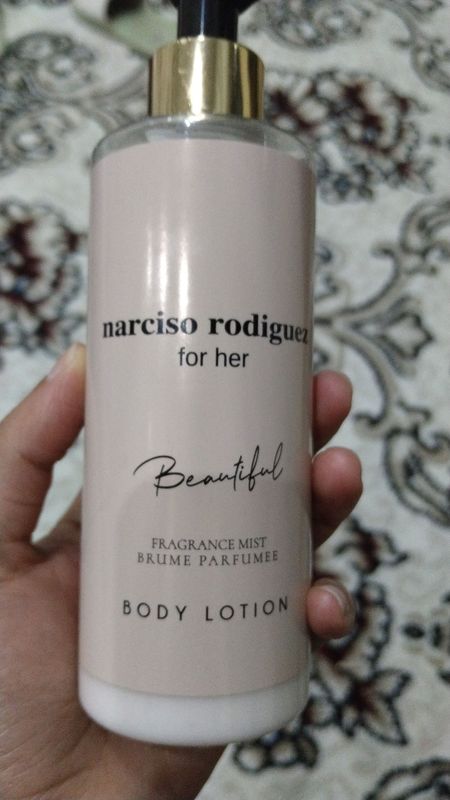 narciso rodiguez
for her
Beautiful
FRAGRANCE MIST
BRUME PARFUMEE
BODY LOTION